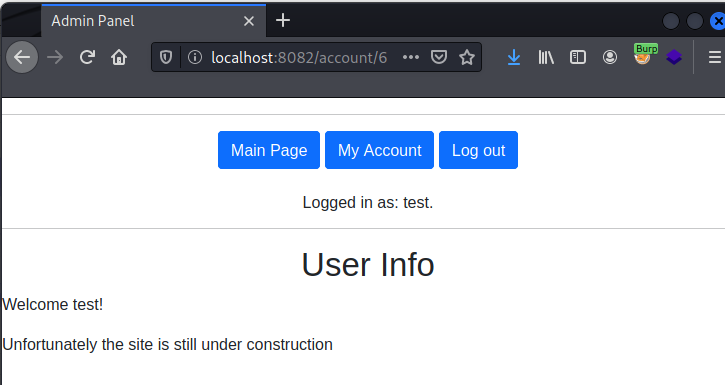 Admin Panel
localhost:8082/account/6
Burp
Main Page My Account Log out
Logged in as: test.
User Info
Welcome test!
Unfortunately the site is still under construction